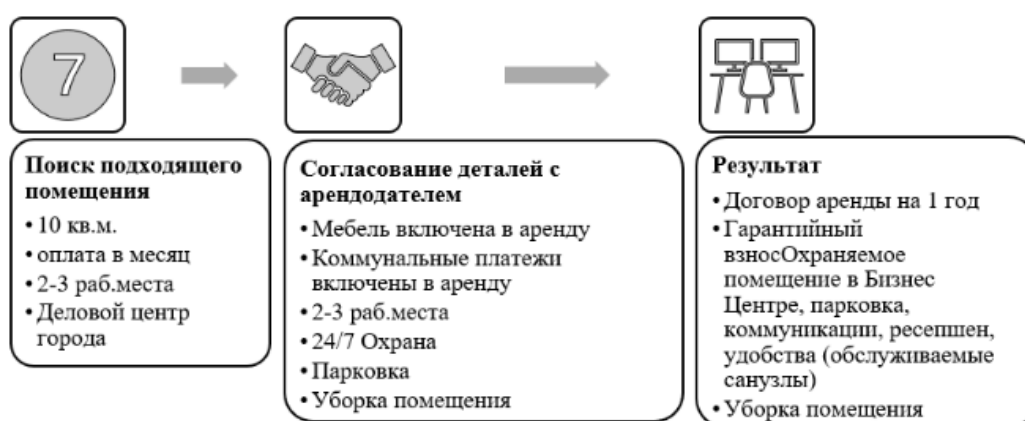 7
Поиск подходящего
помещения
• 10 кв.м.
• оплата в месяц
• 2-3 раб.места
• Деловой центр
города
Согласование деталей с
арендодателем
• Мебель включена в аренду
• Коммунальные платежи
включены в аренду
• 2-3 раб.места
• 24/7 Охрана
• Парковка
• Уборка помещения
Результат
• Договор аренды на 1 год
• Гарантийный
взносОхраняемое
помещение в Бизнес
Центре, парковка,
коммуникации, ресепшен,
удобства (обслуживаемые
санузлы)
• Уборка помещения